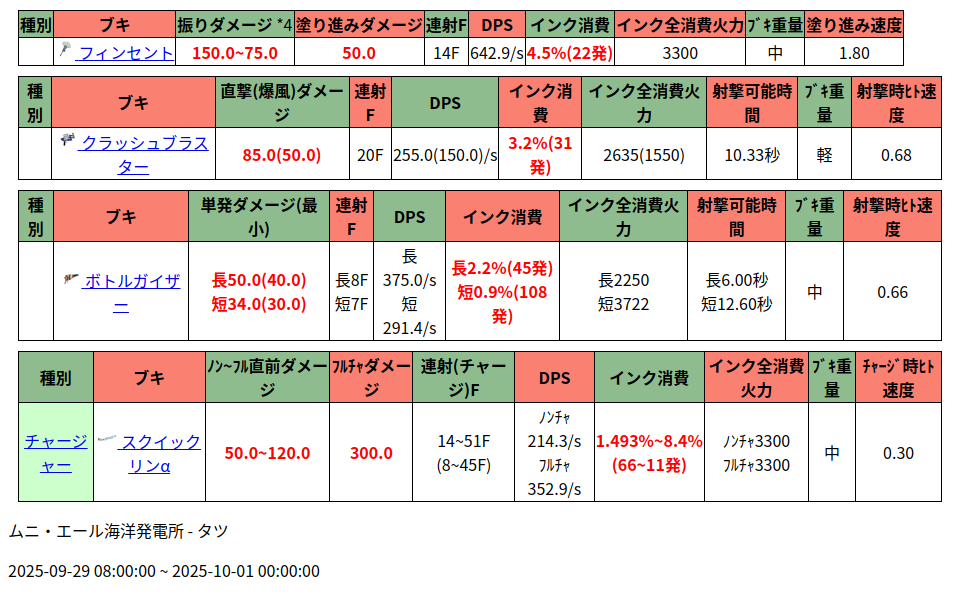 種別 ブキ 振りダメージ *4 塗り進みダメージ 連射F DPS インク消費 インク全消費火力 ﾌﾞｷ重量 塗り進み速度
フィンセント 150.0~75.0 50.0 14F 642.9/s 4.5%(22発) 3300 中 1.80
種別 ブキ 直撃(爆風)ダメージ 連射F DPS インク消費 インク全消費火力 射撃可能時間 ﾌﾞｷ重量 射撃時ﾋﾄ速度
クラッシュブラスター 85.0(50.0) 20F 255.0(150.0)/s 3.2%(31発) 2635(1550) 10.33秒 軽 0.68
種別 ブキ 単発ダメージ(最小) 連射F DPS インク消費 インク全消費火力 射撃可能時間 ﾌﾞｷ重量 射撃時ﾋﾄ速度
ボトルガイザー 長50.0(40.0) 短34.0(30.0) 長8F 短7F 長 375.0/s 短 291.4/s 長2.2%(45発) 短0.9%(108発) 長2250 短3722 長6.00秒 短12.60秒 中 0.66
種別 ブキ ﾉﾝ~ﾌﾙ直前ダメージ ﾌﾙﾁｬダメージ 連射(チャージ)F DPS インク消費 インク全消費火力 ﾌﾞｷ重量 ﾁｬｰｼﾞ時ﾋﾄ速度
チャージャー スクイックリンα 50.0~120.0 300.0 14~51F (8~45F) ﾉﾝﾁｬ 214.3/s ﾌﾙﾁｬ 352.9/s 1.493%~8.4% (66~11発) ﾉﾝﾁｬ3300 ﾌﾙﾁｬ3300 中 0.30
ムニ・エール海洋発電所 - タツ
2025-09-29 08:00:00 ~ 2025-10-01 00:00:00